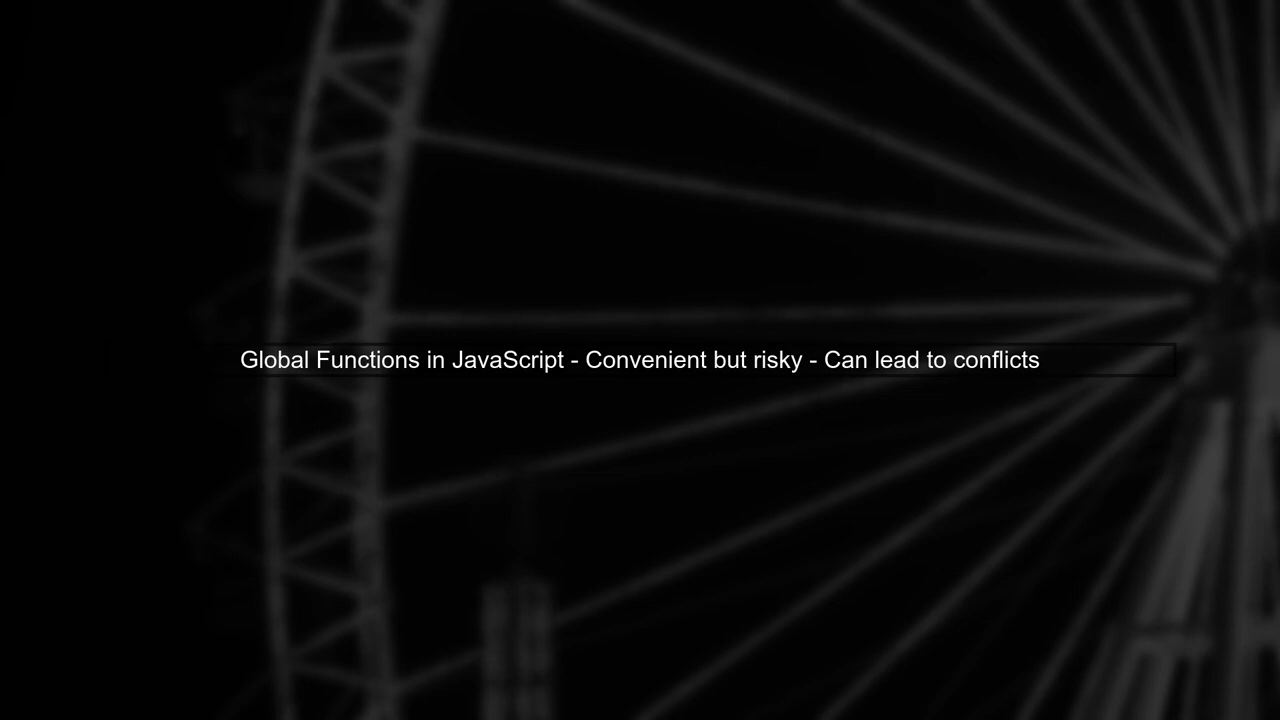 Global Functions in JavaScript - Convenient but risky - Can lead to conflicts